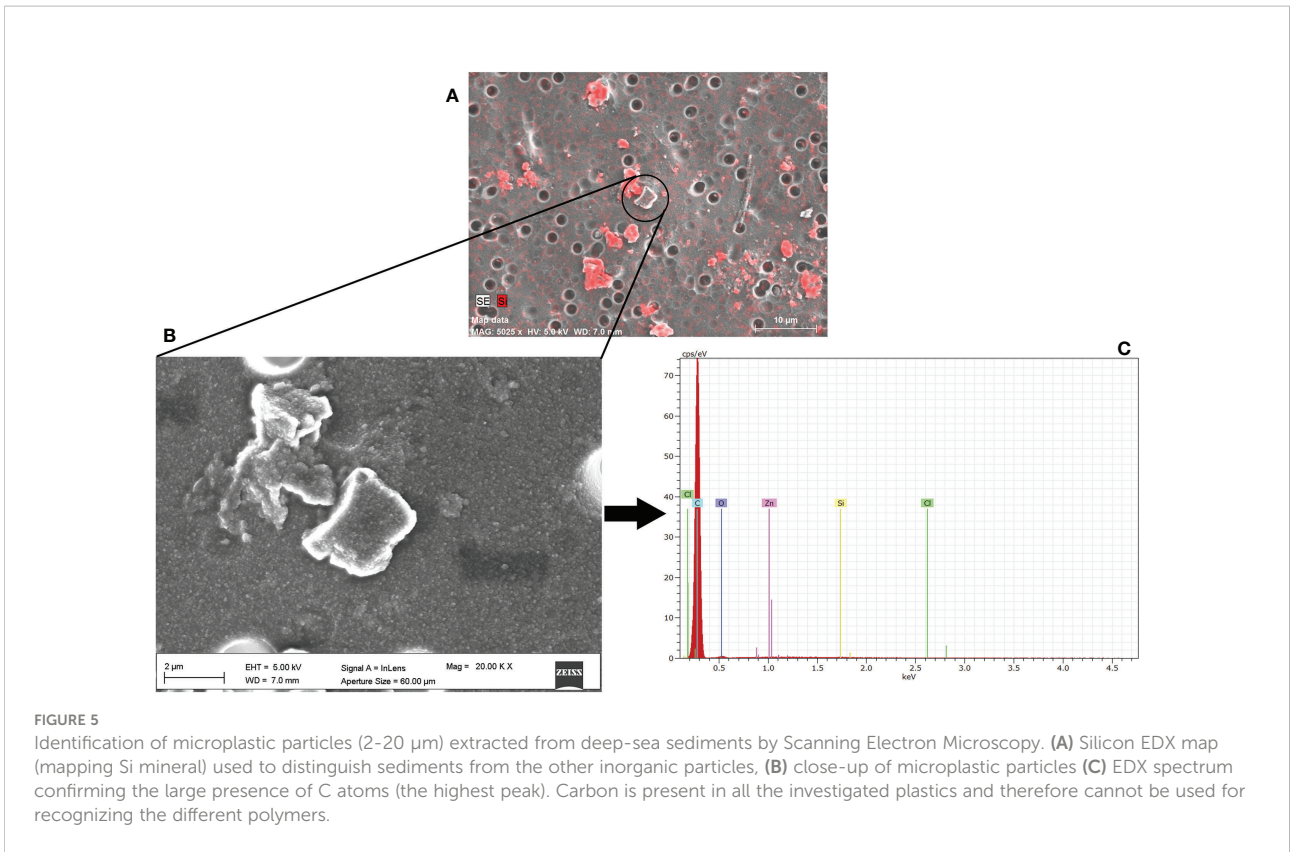 A
SE Si
Map data
MAG: 5025 x HV: 5.0 kV WD: 7.0 mm
10 µm
B
2 µm
EHT = 5.00 kV
Signal A = InLens
Mag = 20.00 K X
WD = 7.0 mm
Aperture Size = 60.00 µm
ZEISS
C
cps/eV
70
60
50
40
30
20
10
0
Cl
C
O
Zn
Si
Cl
0.5 1.0 1.5 2.0 2.5 3.0 3.5 4.0 4.5
keV
FIGURE 5
Identification of microplastic particles (2-20 µm) extracted from deep-sea sediments by Scanning Electron Microscopy. (A) Silicon EDX map
(mapping Si mineral) used to distinguish sediments from the other inorganic particles, (B) close-up of microplastic particles (C) EDX spectrum
confirming the large presence of C atoms (the highest peak). Carbon is present in all the investigated plastics and therefore cannot be used for
recognizing the different polymers.